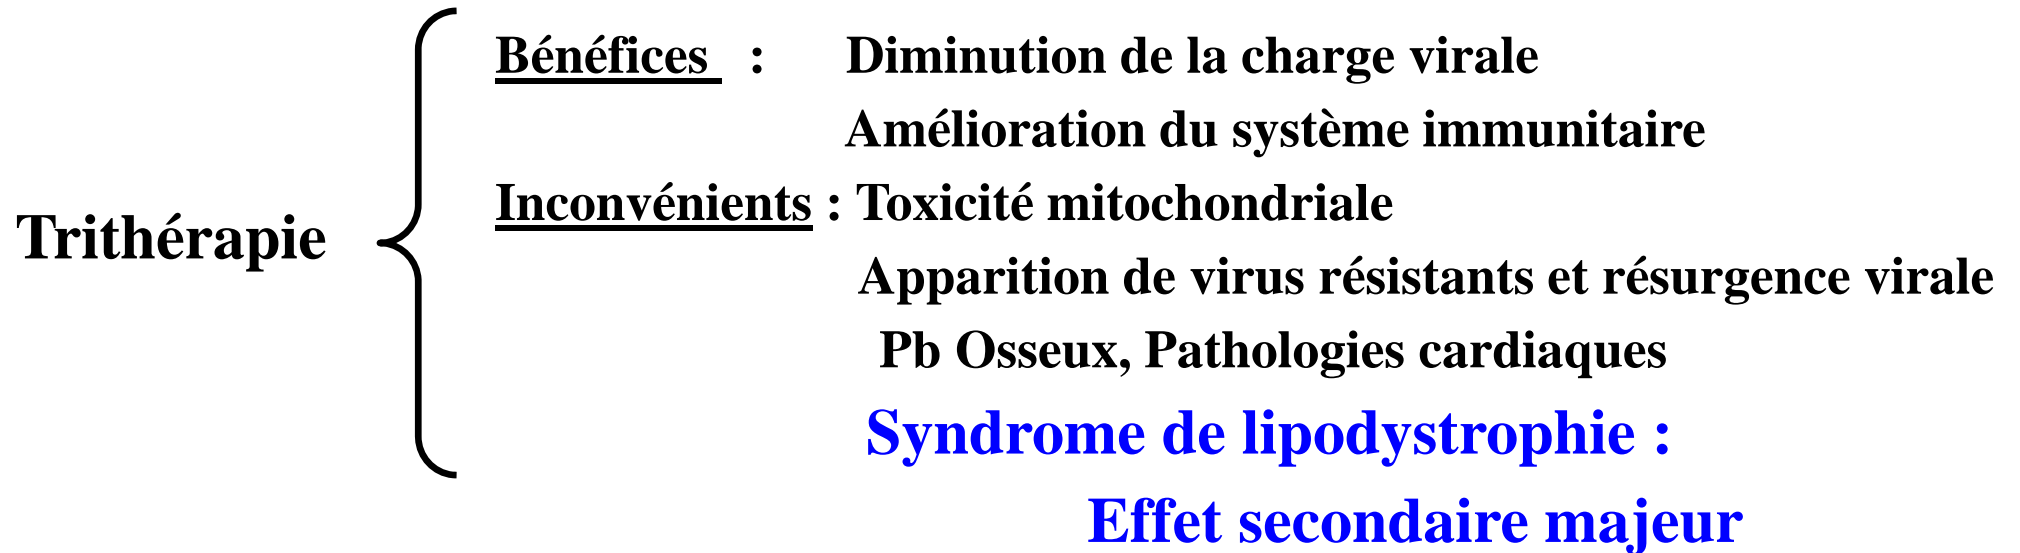 Bénéfices : Diminution de la charge virale
Amélioration du système immunitaire
Inconvénients : Toxicité mitochondriale
Trithérapie
Apparition de virus résistants et résurgence virale
Pb Osseux, Pathologies cardiaques
Syndrome de lipodystrophie :
Effet secondaire majeur